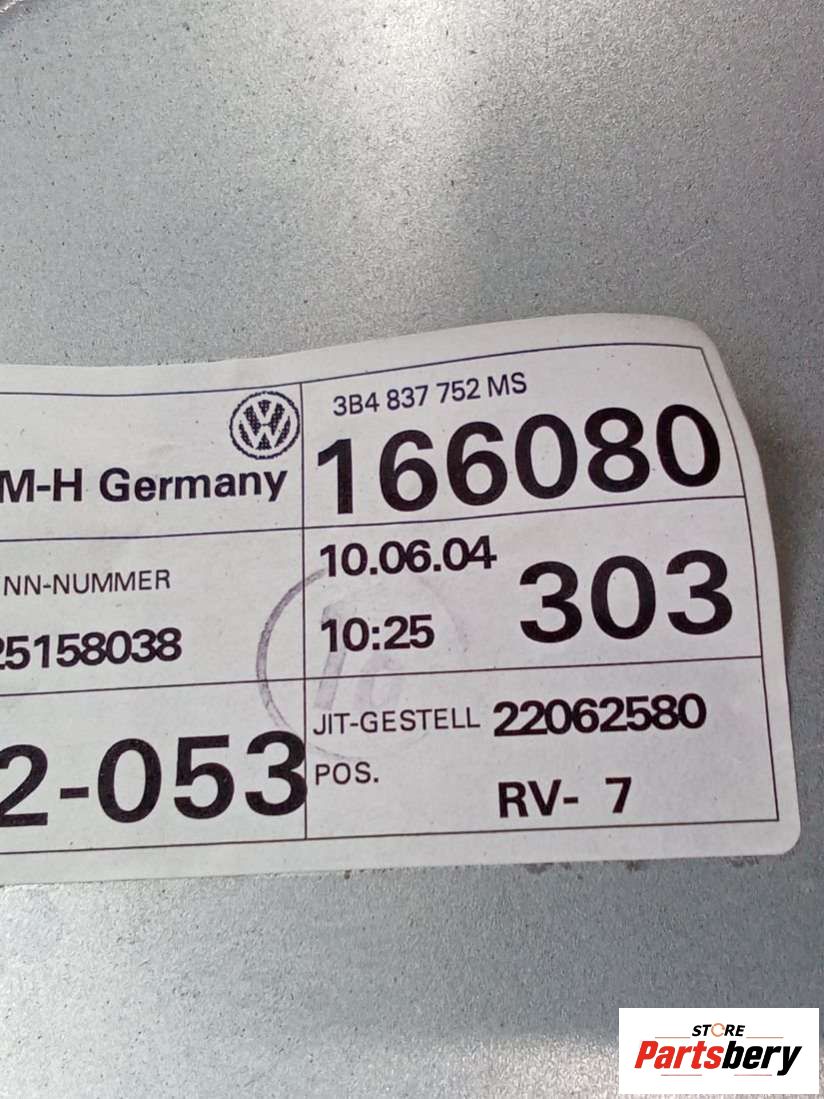 3B4 837 752 MS
M-H Germany
166080
NN-NUMMER
10.06.04
303
25158038
10:25
JIT-GESTELL 22062580
2-053
POS.
RV- 7
STORE
Partsbery